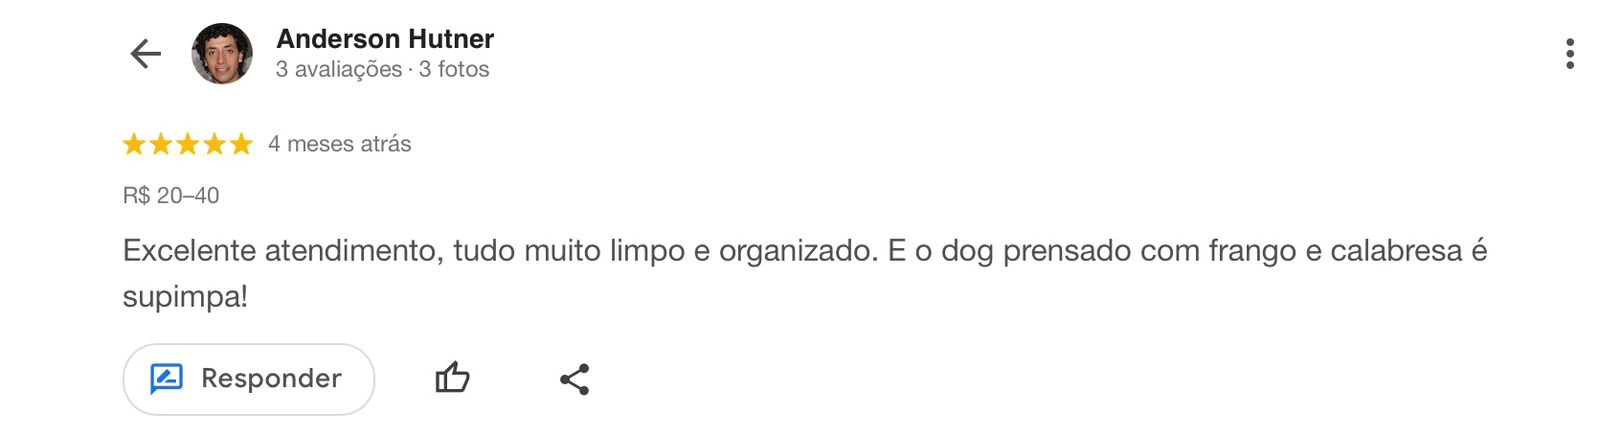 Anderson Hutner
3 avaliações · 3 fotos
4 meses atrás
R$ 20–40
Excelente atendimento, tudo muito limpo e organizado. E o dog prensado com frango e calabresa é
supimpa!
Responder